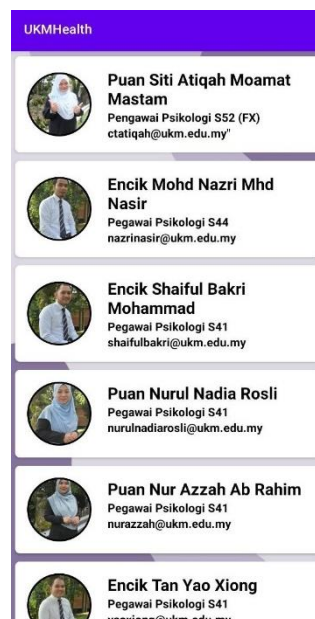 UKMHealth
Puan Siti Atiqah Moamat
Mastam
Pengawai Psikologi S52 (FX)
ctatiqah@ukm.edu.my"
Encik Mohd Nazri Mhd
Nasir
Pegawai Psikologi S44
nazrinasir@ukm.edu.my
Encik Shaiful Bakri
Mohammad
Pegawai Psikologi S41
shaifulbakri@ukm.edu.my
Puan Nurul Nadia Rosli
Pegawai Psikologi S41
nurulnadiarosli@ukm.edu.my
Puan Nur Azzah Ab Rahim
Pegawai Psikologi S41
nurazzah@ukm.edu.my
Encik Tan Yao Xiong
Pegawai Psikologi S41